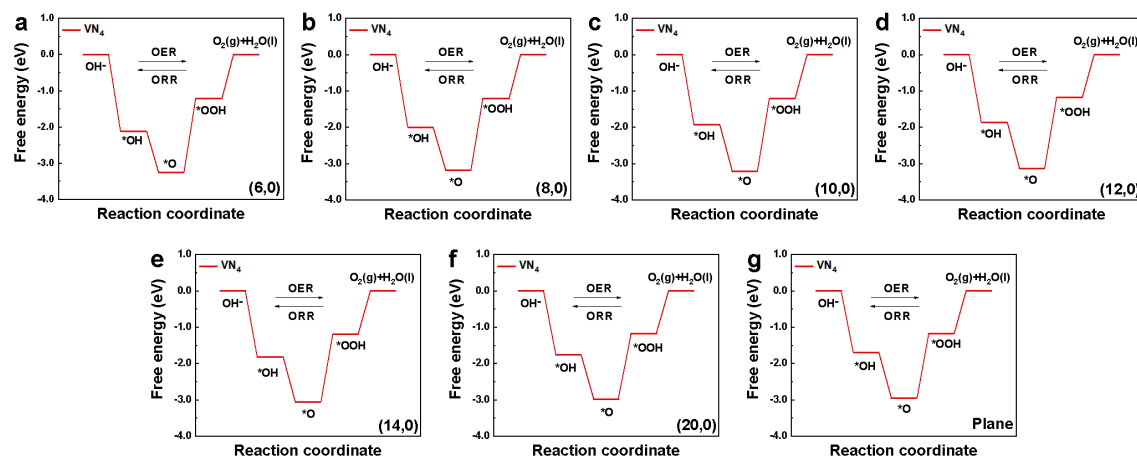 a
1.0
0.0
-1.0
-2.0
-3.0
-4.0
Free energy (eV)
VN4
OH-
OER
ORR
O2(g)+H2O(l)
*OH
*O
*OOH
(6,0)
Reaction coordinate
b
1.0
0.0
-1.0
-2.0
-3.0
-4.0
Free energy (eV)
VN4
OH-
OER
ORR
O2(g)+H2O(l)
*OH
*O
*OOH
(8,0)
Reaction coordinate
c
1.0
0.0
-1.0
-2.0
-3.0
-4.0
Free energy (eV)
VN4
OH-
OER
ORR
O2(g)+H2O(l)
*OH
*O
*OOH
(10,0)
Reaction coordinate
d
1.0
0.0
-1.0
-2.0
-3.0
-4.0
Free energy (eV)
VN4
OH-
OER
ORR
O2(g)+H2O(l)
*OH
*O
*OOH
(12,0)
Reaction coordinate
e
1.0
0.0
-1.0
-2.0
-3.0
-4.0
Free energy (eV)
VN4
OH-
OER
ORR
O2(g)+H2O(l)
*OH
*O
*OOH
(14,0)
Reaction coordinate
f
1.0
0.0
-1.0
-2.0
-3.0
-4.0
Free energy (eV)
VN4
OH-
OER
ORR
O2(g)+H2O(l)
*OH
*O
*OOH
(20,0)
Reaction coordinate
g
1.0
0.0
-1.0
-2.0
-3.0
-4.0
Free energy (eV)
VN4
OH-
OER
ORR
O2(g)+H2O(l)
*OH
*O
*OOH
Plane
Reaction coordinate